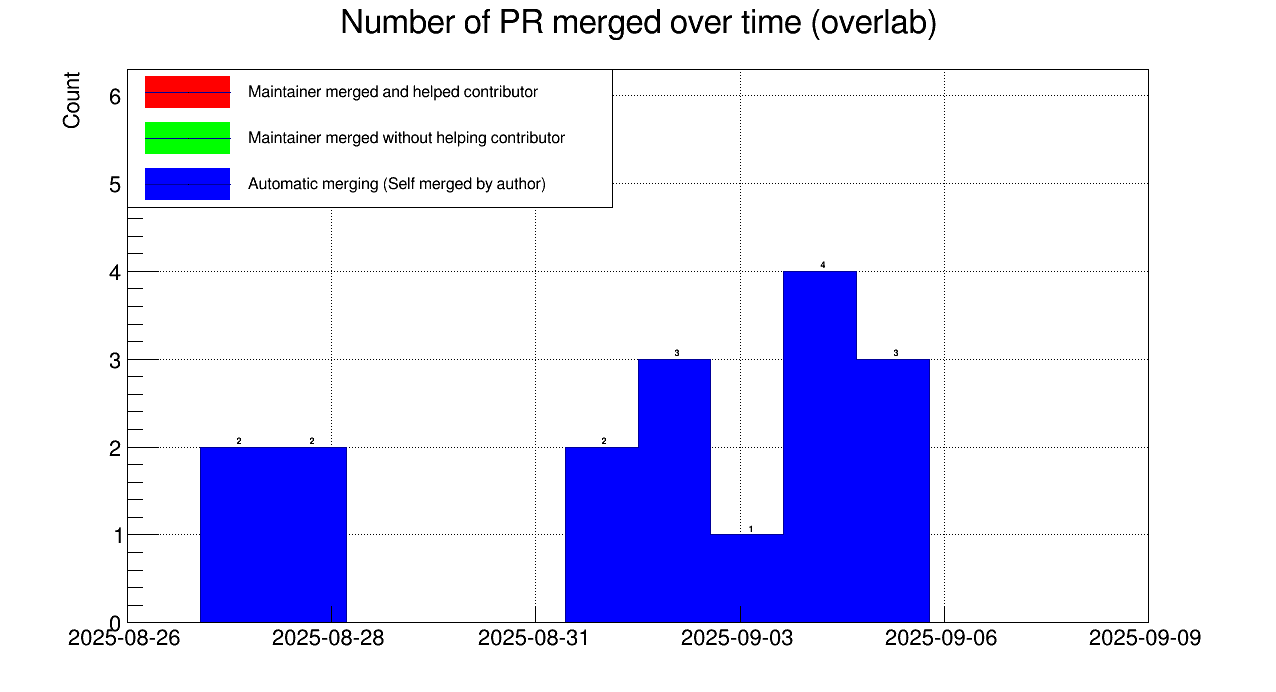 Number of PR merged over time (overlab)
Count
Maintainer merged and helped contributor
Maintainer merged without helping contributor
Automatic merging (Self merged by author)
6
5
4
3
2
1
0
2 2 2 3 1 4 3
2025-08-26 2025-08-28 2025-08-31 2025-09-03 2025-09-06 2025-09-09